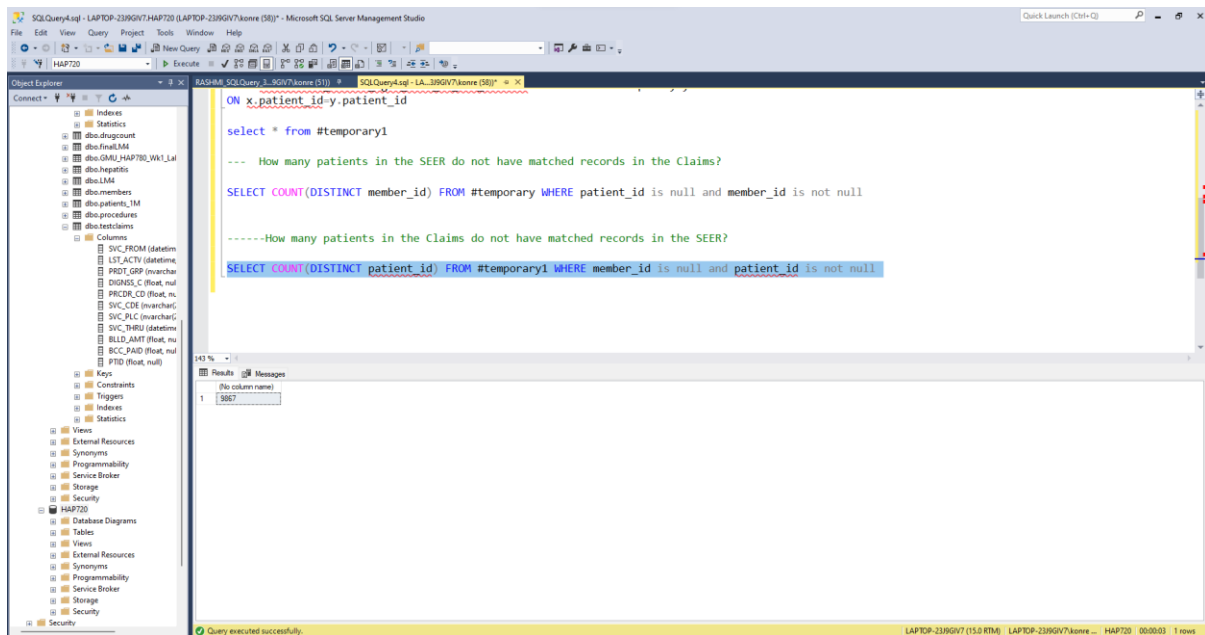 SQLQuery4.sql - LAPTOP-23J9GIV7.HAP720 (LAPTOP-23J9GIV7\konre (58))* - Microsoft SQL Server Management Studio
Quick Launch (Ctrl+Q)
File Edit View Query Project Tools Window Help
New Query
HAP720
Execute
Object Explorer
RASHMI_SQLQuery_3...9GIV7\konre (51))
SQLQuery4.sql - LA...3J9GIV7\konre (58))*
Connect
Indexes
Statistics
dbo.drugcount
dbo.finalLM4
dbo.GMU_HAP780_Wk1_Lal
dbo.hepatitis
dbo.LM4
dbo.members
dbo.patients_1M
dbo.procedures
dbo.testclaims
Columns
SVC_FROM (datetim
LST_ACTV (datetime,
PRDT_GRP (nvarchar
DIGNSS_C (float, nul
PRCDR_CD (float, nu
SVC_CDE (nvarchar(
SVC_PLC (nvarchar(2
SVC_THRU (datetime
BLLD_AMT (float, nu
BCC_PAID (float, nul
PTID (float, null)
Keys
Constraints
Triggers
Indexes
Statistics
Views
External Resources
Synonyms
Programmability
Service Broker
Storage
Security
HAP720
Database Diagrams
Tables
Views
External Resources
Synonyms
Programmability
Service Broker
Storage
Security
Security
ON x.patient_id=y.patient_id
select * from #temporary1
--- How many patients in the SEER do not have matched records in the Claims?
SELECT COUNT(DISTINCT member_id) FROM #temporary WHERE patient_id is null and member_id is not null
------How many patients in the Claims do not have matched records in the SEER?
SELECT COUNT(DISTINCT patient_id) FROM #temporary1 WHERE member_id is null and patient_id is not null
143 %
Results Messages
(No column name)
1 9867
Query executed successfully.
LAPTOP-23J9GIV7 (15.0 RTM) LAPTOP-23J9GIV7\konre ... HAP720 00:00:03 1 rows